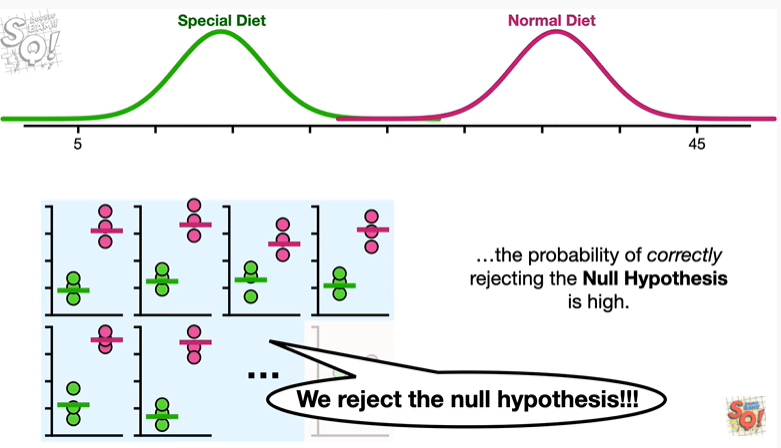 Special Diet
Normal Diet
5
45
...the probability of correctly
rejecting the Null Hypothesis
is high.
...
We reject the null hypothesis!!!
SQ!